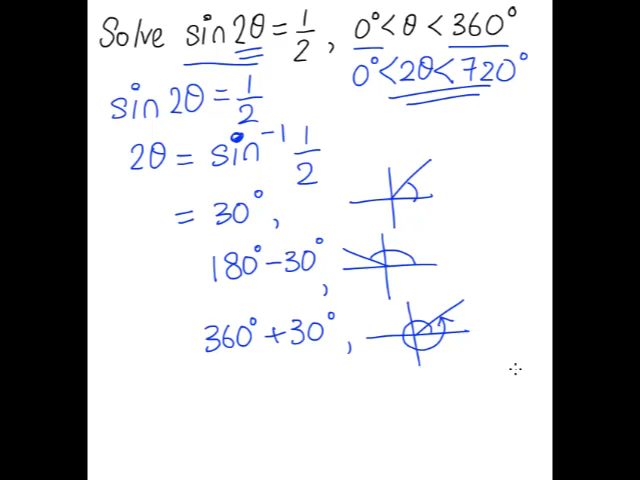 Solve sin 2θ = 1/2, 0° < θ < 360°
0° < 2θ < 720°
sin 2θ = 1/2
2θ = sin⁻¹ 1/2
= 30°,
180° - 30°,
360° + 30°,